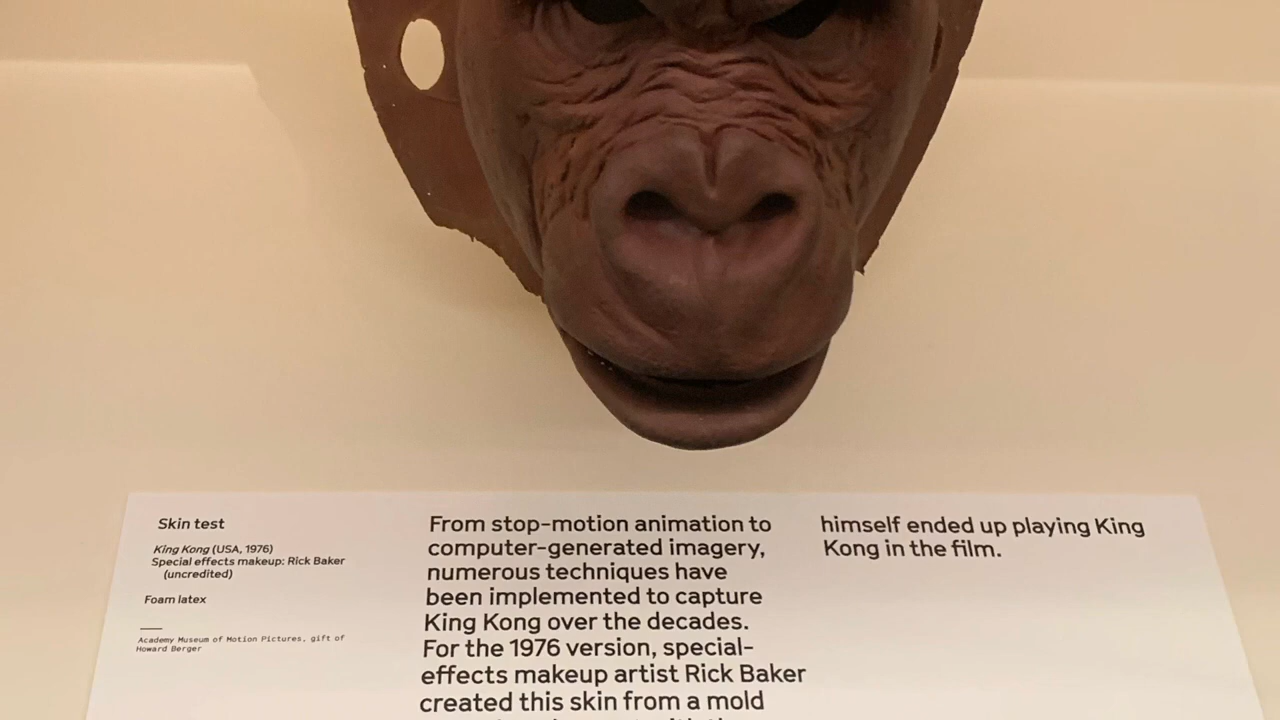 Skin test
King Kong (USA, 1976)
Special effects makeup: Rick Baker
(uncredited)
Foam latex
Academy Museum of Motion Pictures, gift of
Howard Berger
From stop-motion animation to
computer-generated imagery,
numerous techniques have
been implemented to capture
King Kong over the decades.
For the 1976 version, special-
effects makeup artist Rick Baker
created this skin from a mold
himself ended up playing King
Kong in the film.